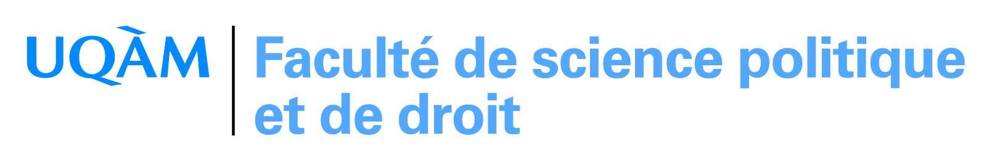 UQÀM
Faculté de science politique
et de droit